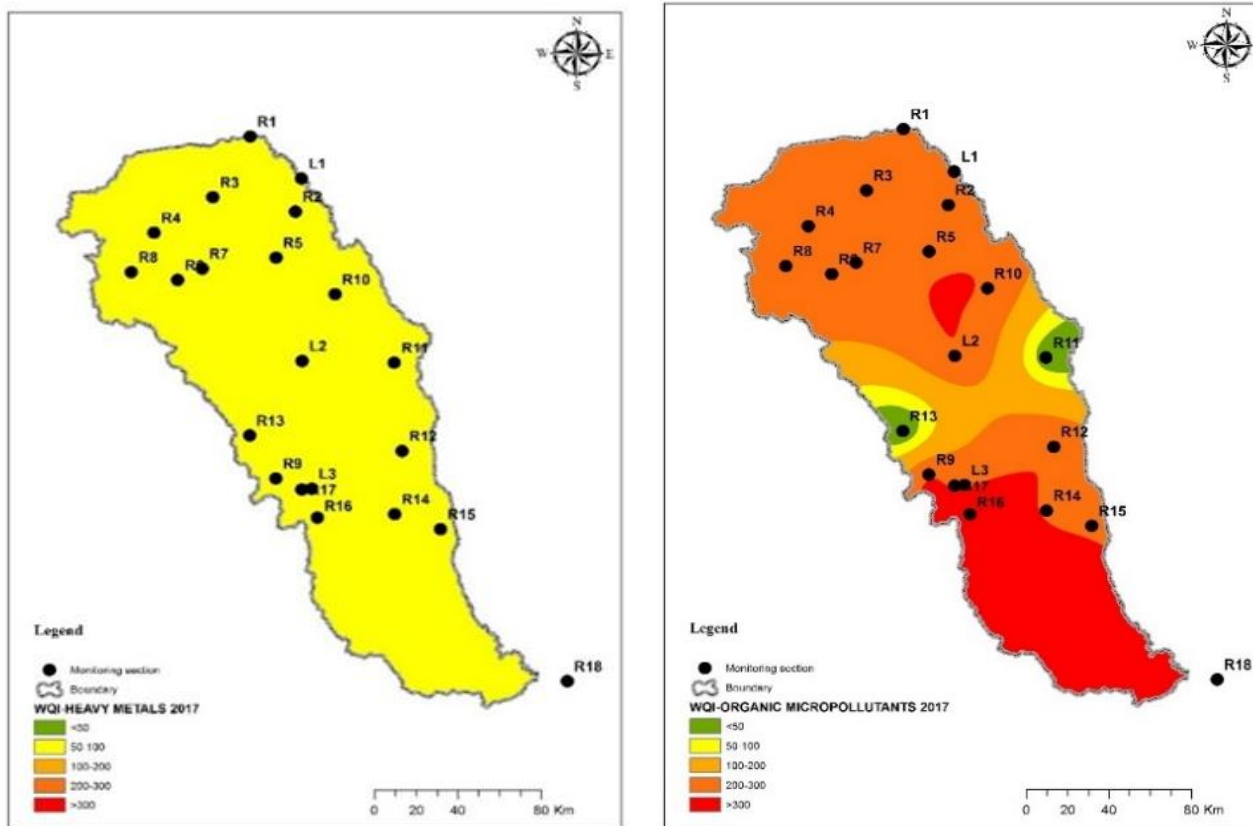 N
W E
S
R1
L1
R3
R2
R4
R5
R7
R8
R10
L2
R11
R13
R12
R9
L3
R16
R14
R15
R18
Legend
Monitoring section
Boundary
WQI-HEAVY METALS 2017
<50
50-100
100-200
200-300
>300
0 20 40 80 Km
N
W
S
R1
L1
R3
R2
R4
R5
R7
R8
R10
L2
R11
R13
R12
R9
L3
R16
R14
R15
R18
Legend
Monitoring section
Boundary
WQI-ORGANIC MICROPOLLUTANTS 2017
<50
50-100
100-200
200-300
>300
0 20 40 80 Km